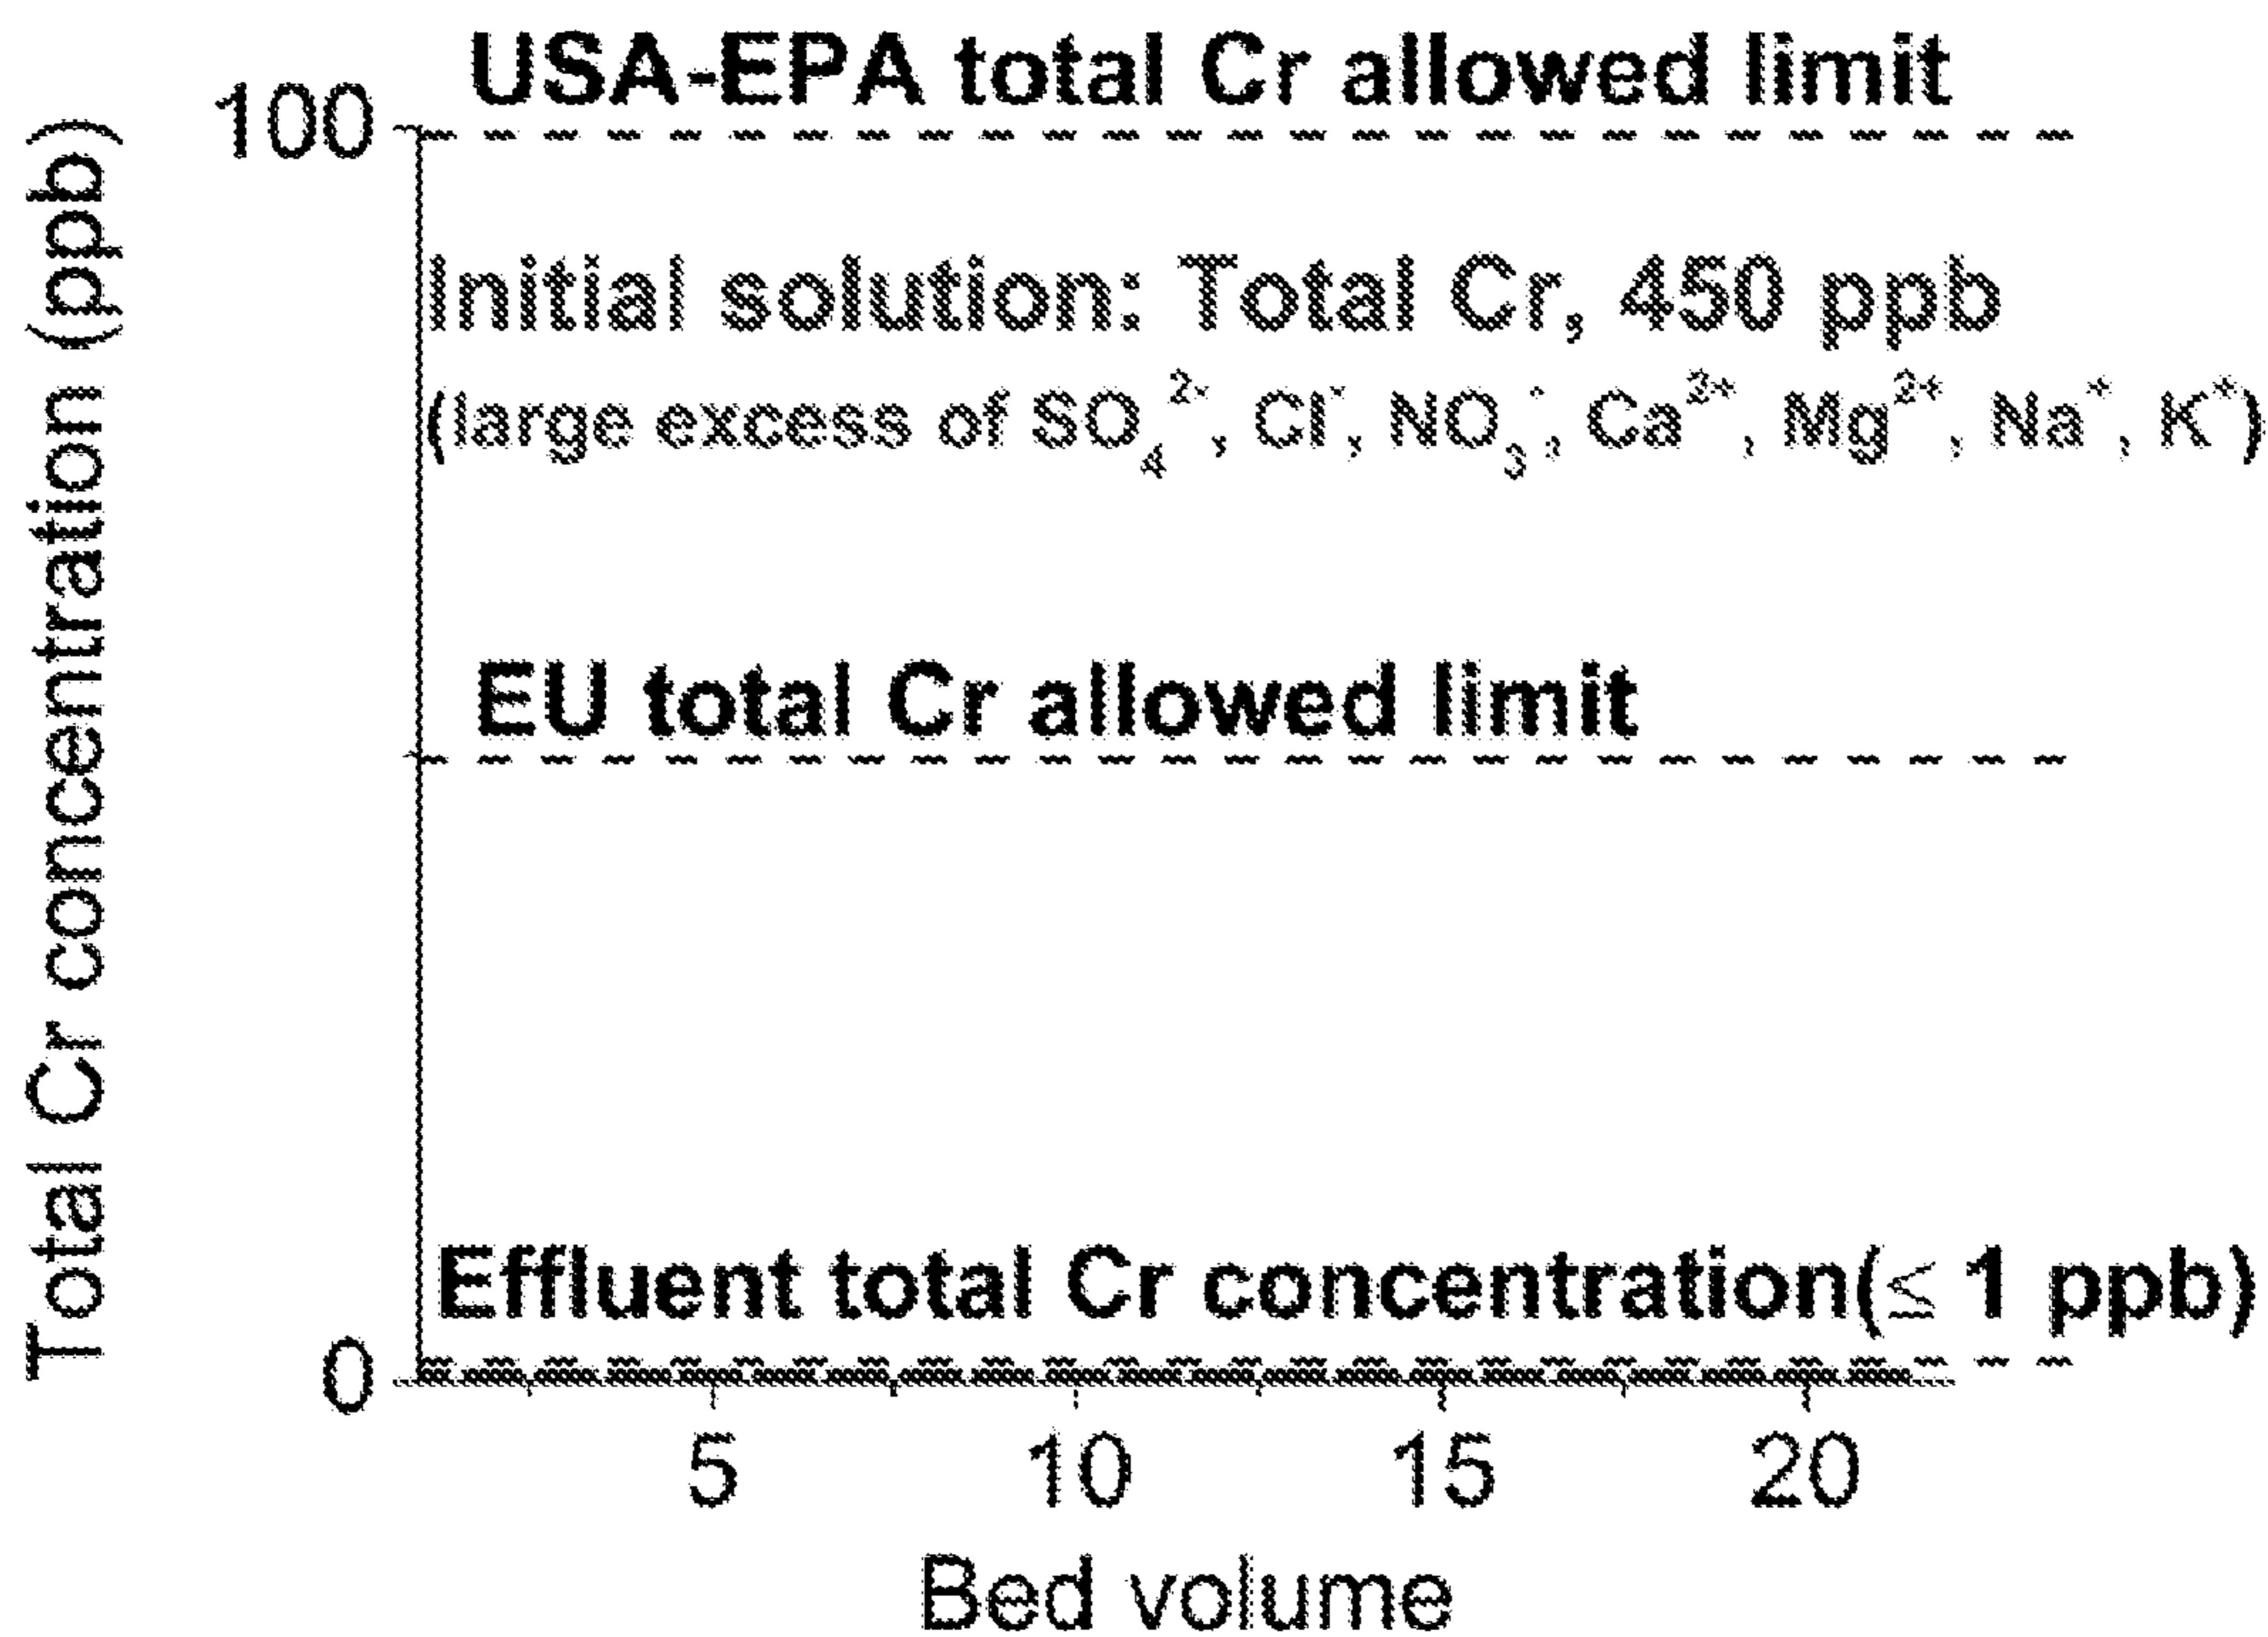 USA-EPA total Cr allowed limit
100
Initial solution: Total Cr, 450 ppb
(large excess of SO₄²⁻, Cl⁻, NO₃⁻, Ca²⁺, Mg²⁺, Na⁺, K⁺)
EU total Cr allowed limit
Effluent total Cr concentration(≤ 1 ppb)
0
5 10 15 20
Bed volume
Total Cr concentration (ppb)